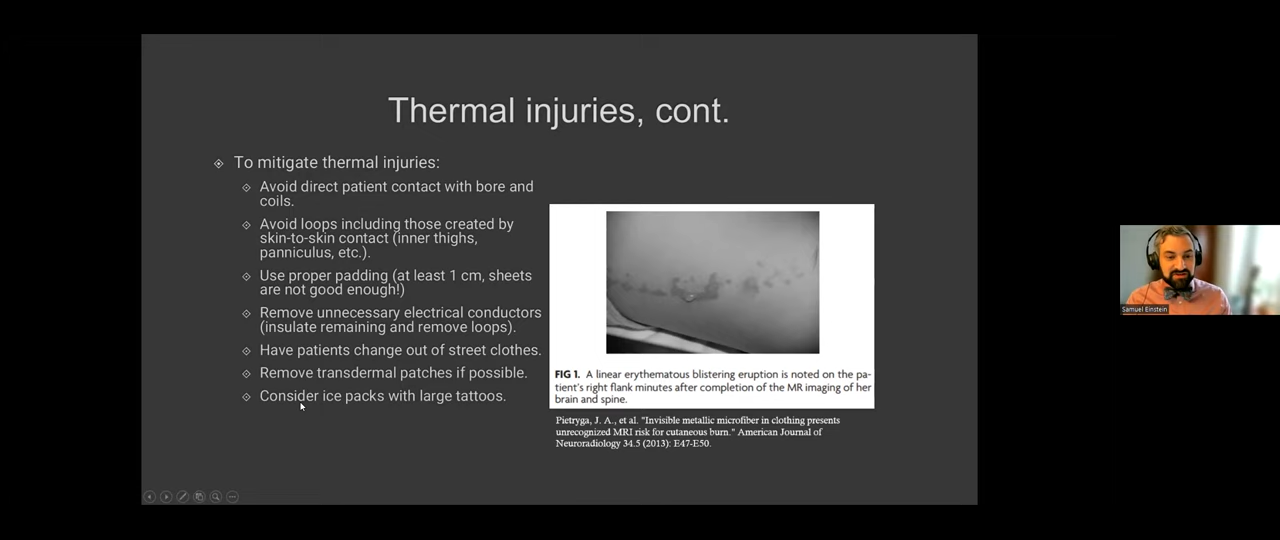 Thermal injuries, cont.
To mitigate thermal injuries:
Avoid direct patient contact with bore and
coils.
Avoid loops including those created by
skin-to-skin contact (inner thighs,
panniculus, etc.).
Use proper padding (at least 1 cm, sheets
are not good enough!)
Remove unnecessary electrical conductors
(insulate remaining and remove loops).
Have patients change out of street clothes.
Remove transdermal patches if possible.
Consider ice packs with large tattoos.
FIG 1. A linear erythematous blistering eruption is noted on the pa-
tient's right flank minutes after completion of the MR imaging of her
brain and spine.
Pietryga, J. A., et al. "Invisible metallic microfiber in clothing presents
unrecognized MRI risk for cutaneous burn." American Journal of
Neuroradiology 34.5 (2013): E47-E50.
Samuel Einstein